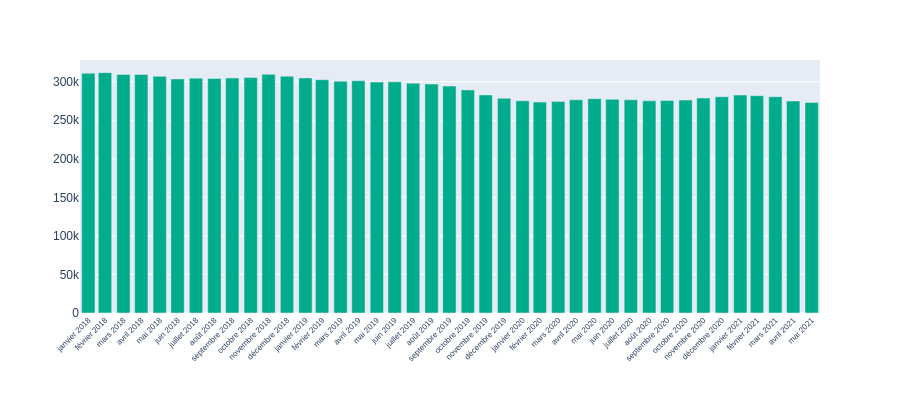 300k
250k
200k
150k
100k
50k
0
janvier 2018
février 2018
mars 2018
avril 2018
mai 2018
juin 2018
juillet 2018
août 2018
septembre 2018
octobre 2018
novembre 2018
décembre 2018
janvier 2019
février 2019
mars 2019
avril 2019
mai 2019
juin 2019
juillet 2019
août 2019
septembre 2019
octobre 2019
novembre 2019
décembre 2019
janvier 2020
février 2020
mars 2020
avril 2020
mai 2020
juin 2020
juillet 2020
août 2020
septembre 2020
octobre 2020
novembre 2020
décembre 2020
janvier 2021
février 2021
mars 2021
avril 2021
mai 2021